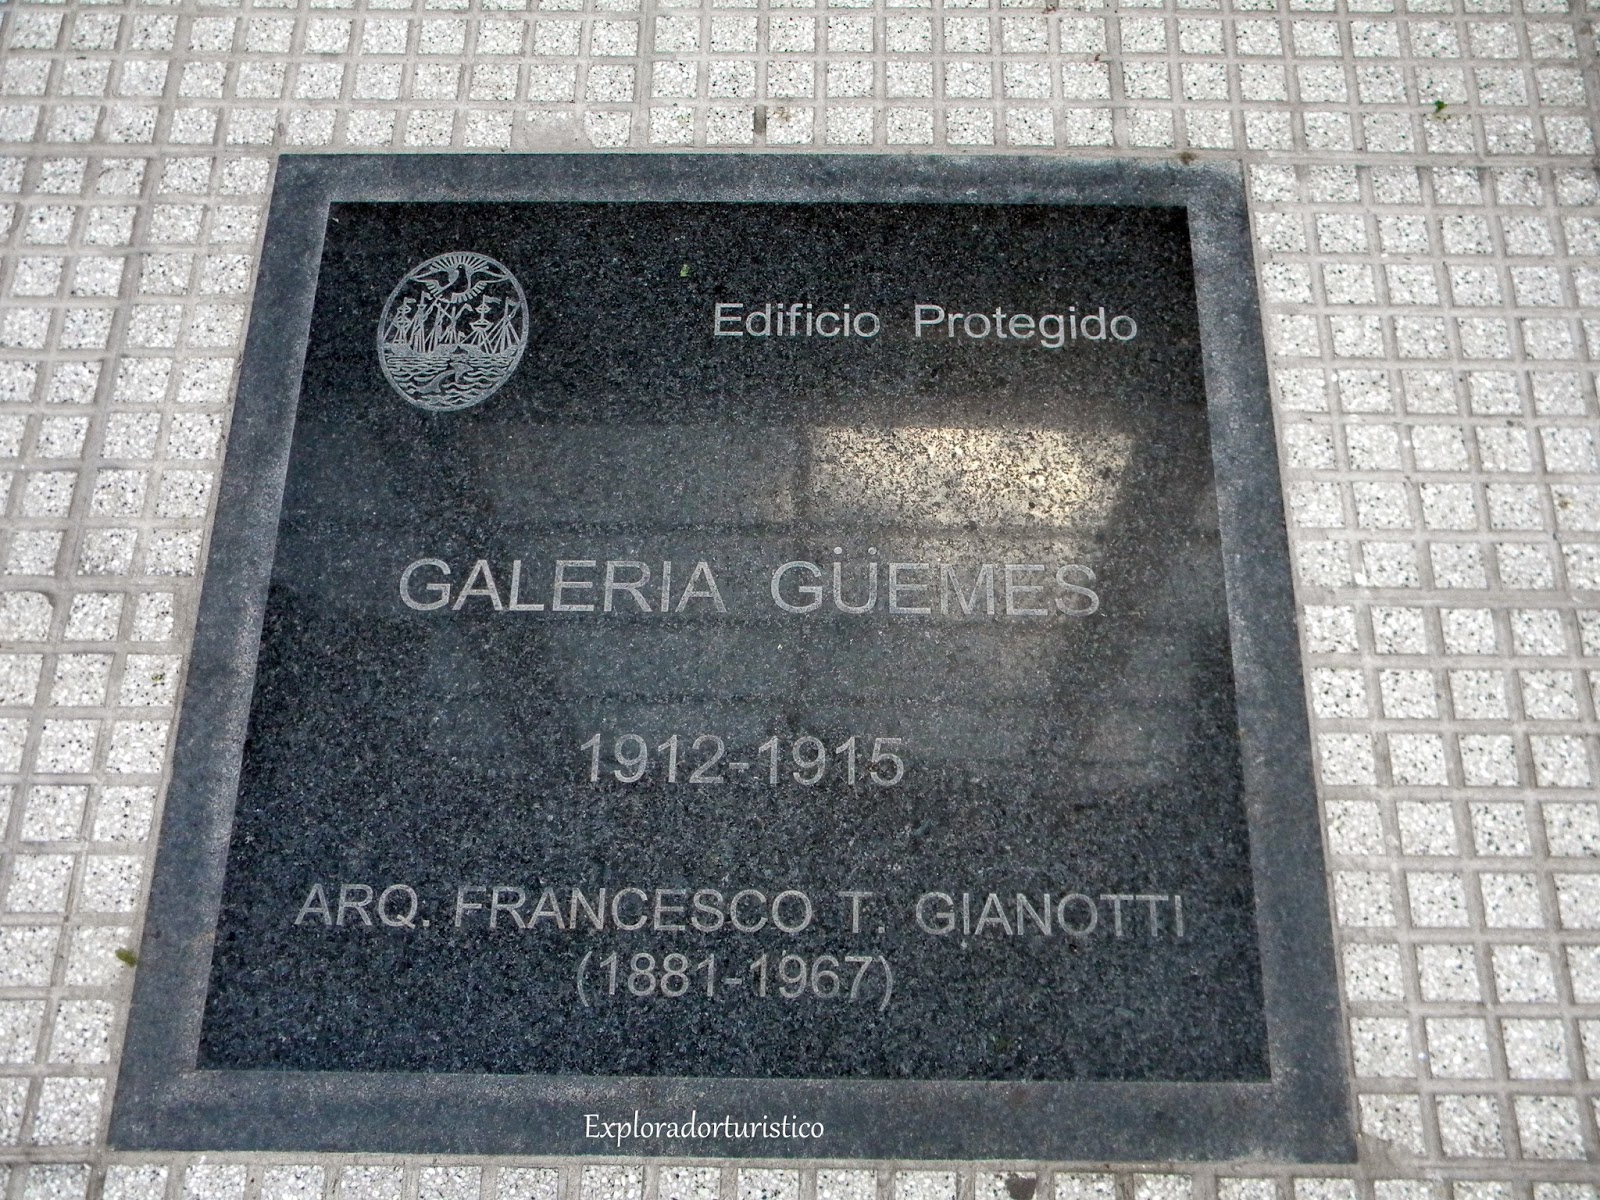 Edificio Protegido
GALERIA GÜEMES
1912-1915
ARQ. FRANCESCO T. GIANOTTI
(1881-1967)
Exploradorturistico